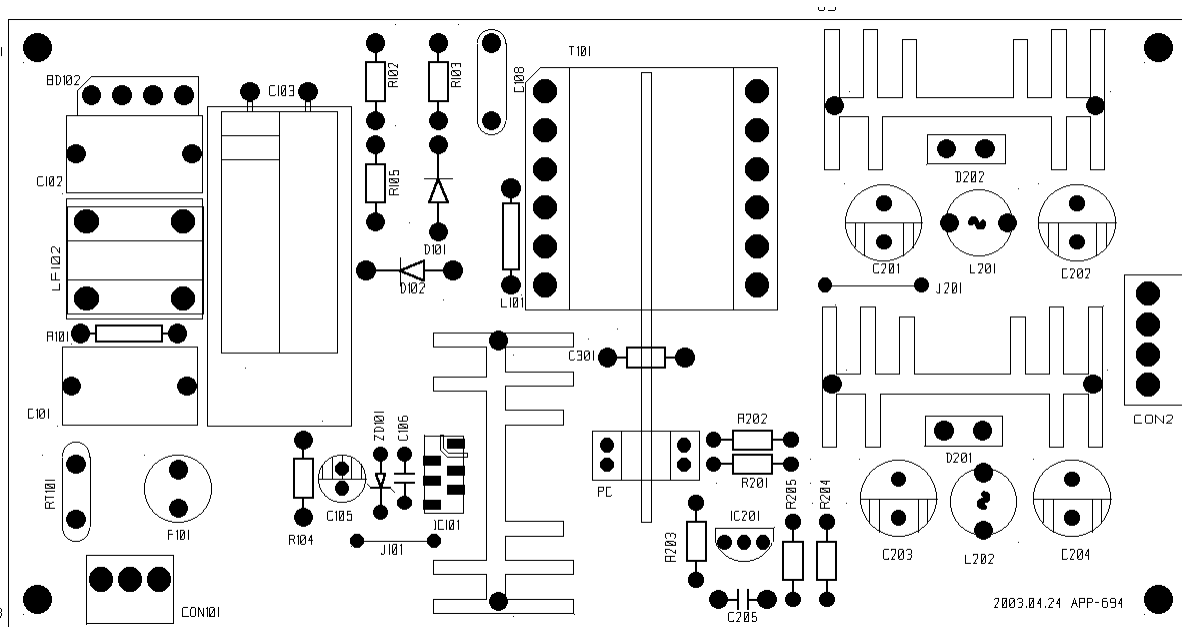 BD102
C103
R102
R103
C108
T101
C102
R105
D202
LF102
D101
D102
L101
C201
L201
C202
J201
R101
C301
C101
ZD101
C106
R202
CON2
D201
RT101
PC
R201
R205
R204
F101
C105
IC101
R104
J101
R203
IC201
C203
L202
C204
CON101
C205
2003.04.24 APP-694